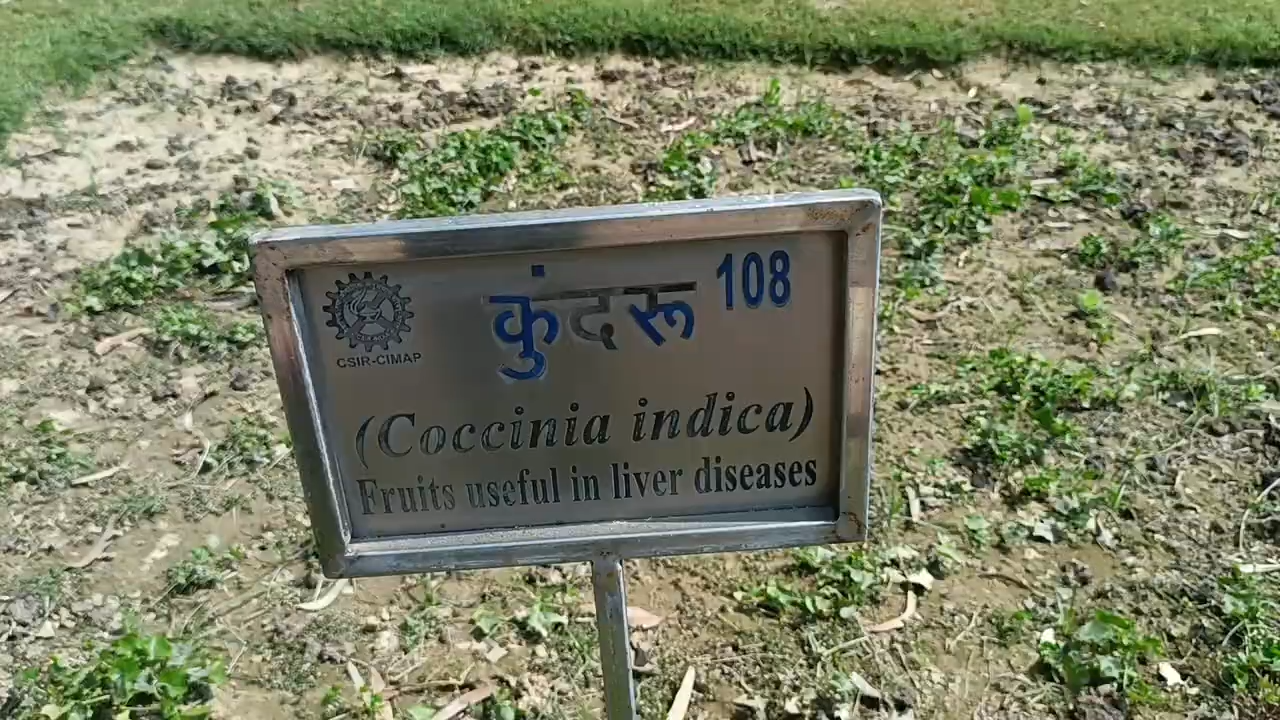 कुंदरू 108
CSIR-CIMAP
(Coccinia indica)
Fruits useful in liver diseases